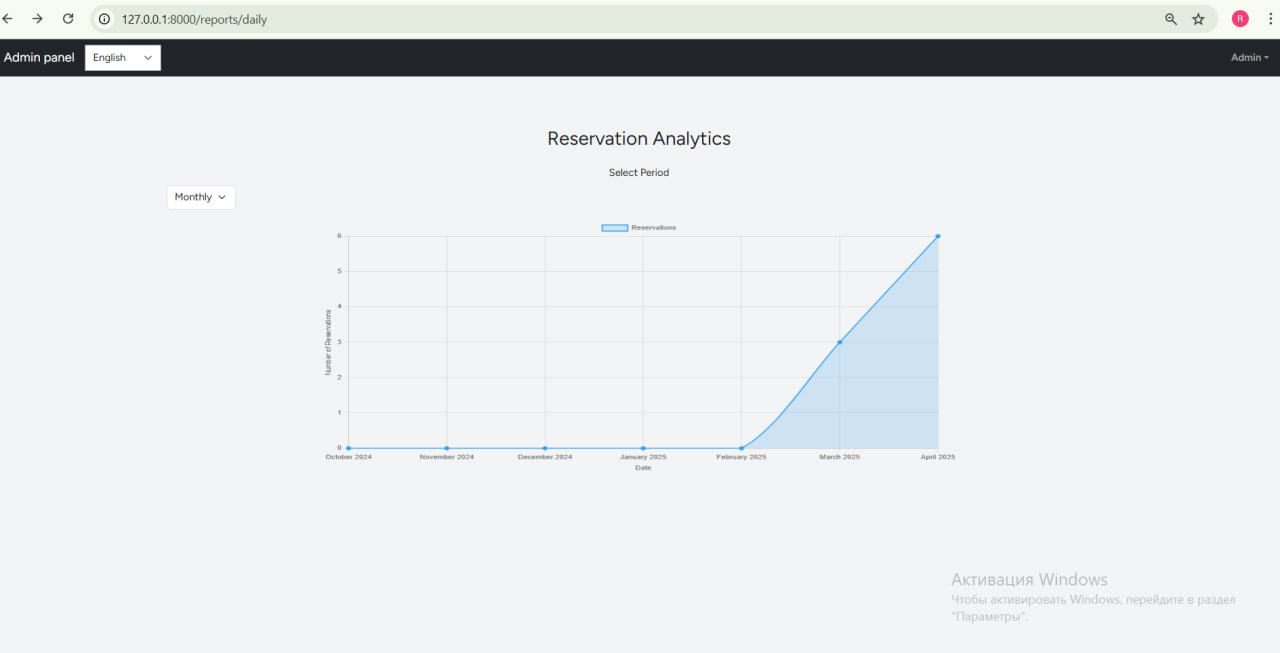 127.0.0.1:8000/reports/daily
R
Admin panel
English
Admin
Reservation Analytics
Select Period
Monthly
Reservations
6
5
4
3
2
1
0
Number of Reservations
October 2024 November 2024 December 2024 January 2025 February 2025 March 2025 April 2025
Date
Активация Windows
Чтобы активировать Windows, перейдите в раздел
"Параметры".